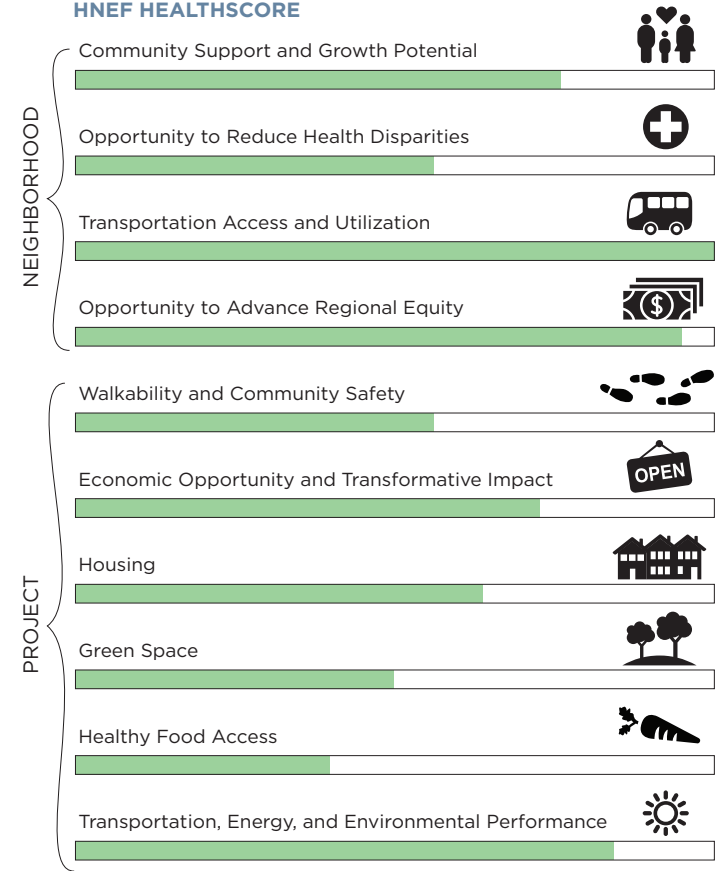 HNEF HEALTHSCORE
NEIGHBORHOOD
Community Support and Growth Potential
Opportunity to Reduce Health Disparities
Transportation Access and Utilization
Opportunity to Advance Regional Equity
$
PROJECT
Walkability and Community Safety
Economic Opportunity and Transformative Impact
OPEN
Housing
Green Space
Healthy Food Access
Transportation, Energy, and Environmental Performance